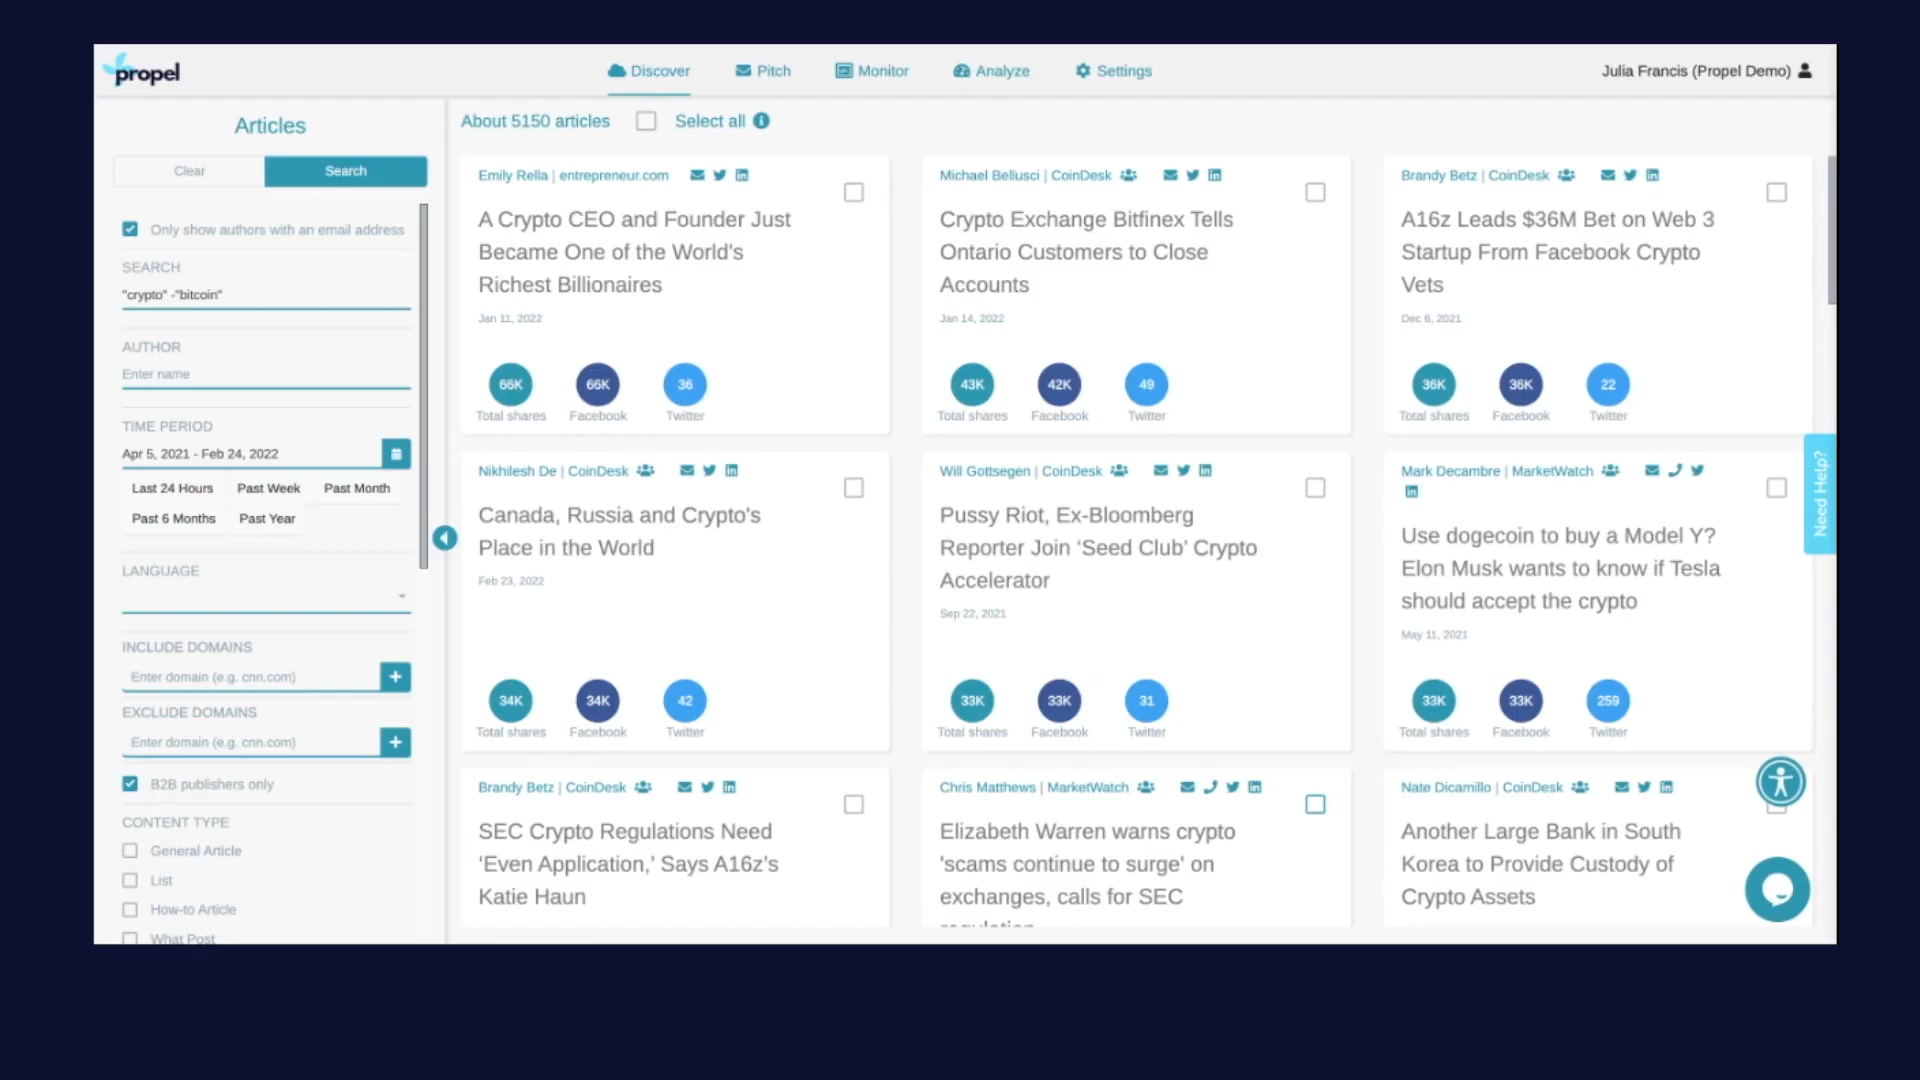 propel
Discover
Pitch
Monitor
Analyze
Settings
Julia Francis (Propel Demo)
Articles
Clear
Search
Only show authors with an email address
SEARCH
"crypto" -"bitcoin"
AUTHOR
Enter name
TIME PERIOD
Apr 5, 2021 - Feb 24, 2022
Last 24 Hours
Past Week
Past Month
Past 6 Months
Past Year
LANGUAGE
INCLUDE DOMAINS
Enter domain (e.g. cnn.com)
+
EXCLUDE DOMAINS
Enter domain (e.g. cnn.com)
+
B2B publishers only
CONTENT TYPE
General Article
List
How-to Article
What Post
About 5150 articles
Select all
Emily Rella | entrepreneur.com
A Crypto CEO and Founder Just
Became One of the World's
Richest Billionaires
Jan 11, 2022
66K
66K
36
Total shares
Facebook
Twitter
Michael Bellusci | CoinDesk
Crypto Exchange Bitfinex Tells
Ontario Customers to Close
Accounts
Jan 14, 2022
43K
42K
49
Total shares
Facebook
Twitter
Brandy Betz | CoinDesk
A16z Leads $36M Bet on Web 3
Startup From Facebook Crypto
Vets
Dec 6, 2021
36K
36K
22
Total shares
Facebook
Twitter
Nikhilesh De | CoinDesk
Canada, Russia and Crypto's
Place in the World
Feb 23, 2022
34K
34K
42
Total shares
Facebook
Twitter
Will Gottsegen | CoinDesk
Pussy Riot, Ex-Bloomberg
Reporter Join ‘Seed Club’ Crypto
Accelerator
Sep 22, 2021
33K
33K
31
Total shares
Facebook
Twitter
Mark Decambre | MarketWatch
Use dogecoin to buy a Model Y?
Elon Musk wants to know if Tesla
should accept the crypto
May 11, 2021
33K
33K
259
Total shares
Facebook
Twitter
Brandy Betz | CoinDesk
SEC Crypto Regulations Need
‘Even Application,’ Says A16z's
Katie Haun
Chris Matthews | MarketWatch
Elizabeth Warren warns crypto
'scams continue to surge' on
exchanges, calls for SEC
regulation
Nate Dicamillo | CoinDesk
Another Large Bank in South
Korea to Provide Custody of
Crypto Assets
Need Help?